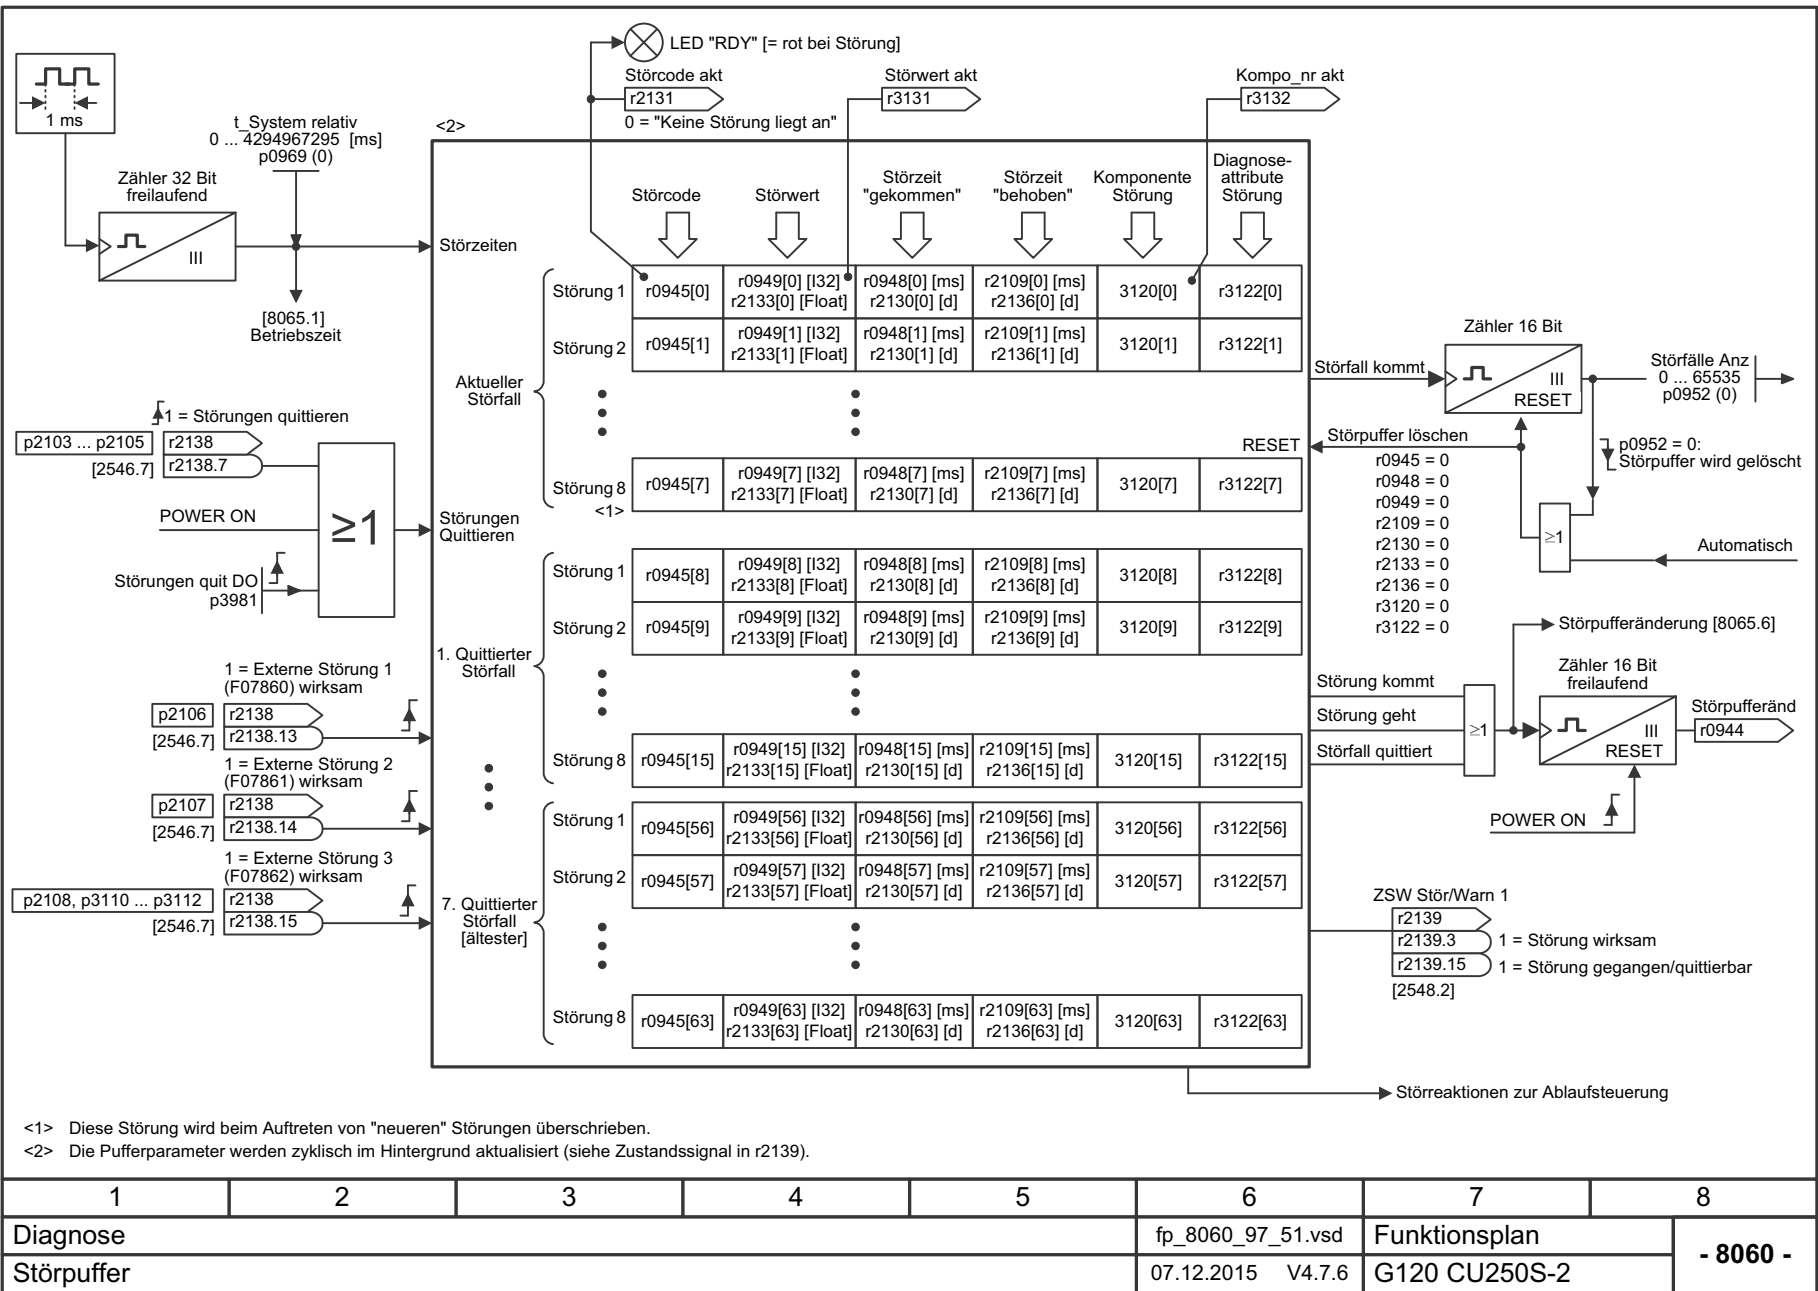 LED "RDY" [= rot bei Störung]
Störcode akt
r2131
0 = "Keine Störung liegt an"
Störwert akt
r3131
Kompo_nr akt
r3132
1 ms
t_System relativ
0 ... 4294967295 [ms]
p0969 (0)
Zähler 32 Bit
freilaufend
III
[8065.1]
Betriebszeit
<2>
Störzeiten
Störcode
Störwert
Störzeit
"gekommen"
Störzeit
"behoben"
Komponente
Störung
Diagnose-
attribute
Störung
Aktueller
Störfall
Störung 1
r0945[0]
r0949[0] [I32]
r2133[0] [Float]
r0948[0] [ms]
r2130[0] [d]
r2109[0] [ms]
r2136[0] [d]
3120[0]
r3122[0]
Störung 2
r0945[1]
r0949[1] [I32]
r2133[1] [Float]
r0948[1] [ms]
r2130[1] [d]
r2109[1] [ms]
r2136[1] [d]
3120[1]
r3122[1]
Störung 8
<1>
r0945[7]
r0949[7] [I32]
r2133[7] [Float]
r0948[7] [ms]
r2130[7] [d]
r2109[7] [ms]
r2136[7] [d]
3120[7]
r3122[7]
1. Quittierter
Störfall
Störung 1
r0945[8]
r0949[8] [I32]
r2133[8] [Float]
r0948[8] [ms]
r2130[8] [d]
r2109[8] [ms]
r2136[8] [d]
3120[8]
r3122[8]
Störung 2
r0945[9]
r0949[9] [I32]
r2133[9] [Float]
r0948[9] [ms]
r2130[9] [d]
r2109[9] [ms]
r2136[9] [d]
3120[9]
r3122[9]
Störung 8
r0945[15]
r0949[15] [I32]
r2133[15] [Float]
r0948[15] [ms]
r2130[15] [d]
r2109[15] [ms]
r2136[15] [d]
3120[15]
r3122[15]
7. Quittierter
Störfall
[ältester]
Störung 1
r0945[56]
r0949[56] [I32]
r2133[56] [Float]
r0948[56] [ms]
r2130[56] [d]
r2109[56] [ms]
r2136[56] [d]
3120[56]
r3122[56]
Störung 2
r0945[57]
r0949[57] [I32]
r2133[57] [Float]
r0948[57] [ms]
r2130[57] [d]
r2109[57] [ms]
r2136[57] [d]
3120[57]
r3122[57]
Störung 8
r0945[63]
r0949[63] [I32]
r2133[63] [Float]
r0948[63] [ms]
r2130[63] [d]
r2109[63] [ms]
r2136[63] [d]
3120[63]
r3122[63]
1 = Störungen quittieren
p2103 ... p2105
r2138
[2546.7]
r2138.7
POWER ON
≥1
Störungen
Quittieren
Störungen quit DO
p3981
1 = Externe Störung 1
(F07860) wirksam
p2106
r2138
[2546.7]
r2138.13
1 = Externe Störung 2
(F07861) wirksam
p2107
r2138
[2546.7]
r2138.14
1 = Externe Störung 3
(F07862) wirksam
p2108, p3110 ... p3112
r2138
[2546.7]
r2138.15
Zähler 16 Bit
Störfall kommt
III
RESET
Störfälle Anz
0 ... 65535
p0952 (0)
RESET
Störpuffer löschen
r0945 = 0
r0948 = 0
r0949 = 0
r2109 = 0
r2130 = 0
r2133 = 0
r2136 = 0
r3120 = 0
r3122 = 0
p0952 = 0:
Störpuffer wird gelöscht
≥1
Automatisch
Störpufferänderung [8065.6]
Störung kommt
Störung geht
Störfall quittiert
≥1
Zähler 16 Bit
freilaufend
III
RESET
Störpufferänd
r0944
POWER ON
ZSW Stör/Warn 1
r2139
r2139.3
1 = Störung wirksam
r2139.15
1 = Störung gegangen/quittierbar
[2548.2]
Störreaktionen zur Ablaufsteuerung
<1> Diese Störung wird beim Auftreten von "neueren" Störungen überschrieben.
<2> Die Pufferparameter werden zyklisch im Hintergrund aktualisiert (siehe Zustandssignal in r2139).
1 2 3 4 5 6 7 8
Diagnose
fp_8060_97_51.vsd
Funktionsplan
- 8060 -
Störpuffer
07.12.2015 V4.7.6
G120 CU250S-2